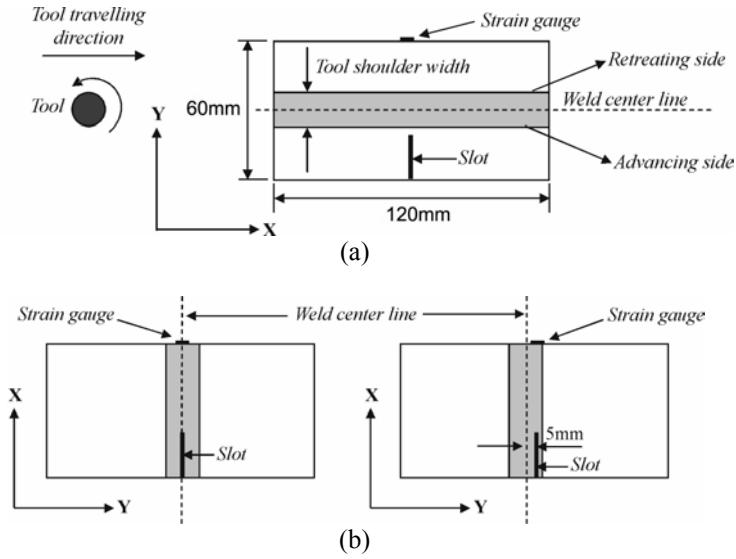 Tool travelling
direction
Tool
Y
X
60mm
Tool shoulder width
Strain gauge
Retreating side
Weld center line
Slot
Advancing side
120mm
(a)
Strain gauge
Weld center line
Strain gauge
X
Slot
Y
X
5mm
Slot
Y
(b)